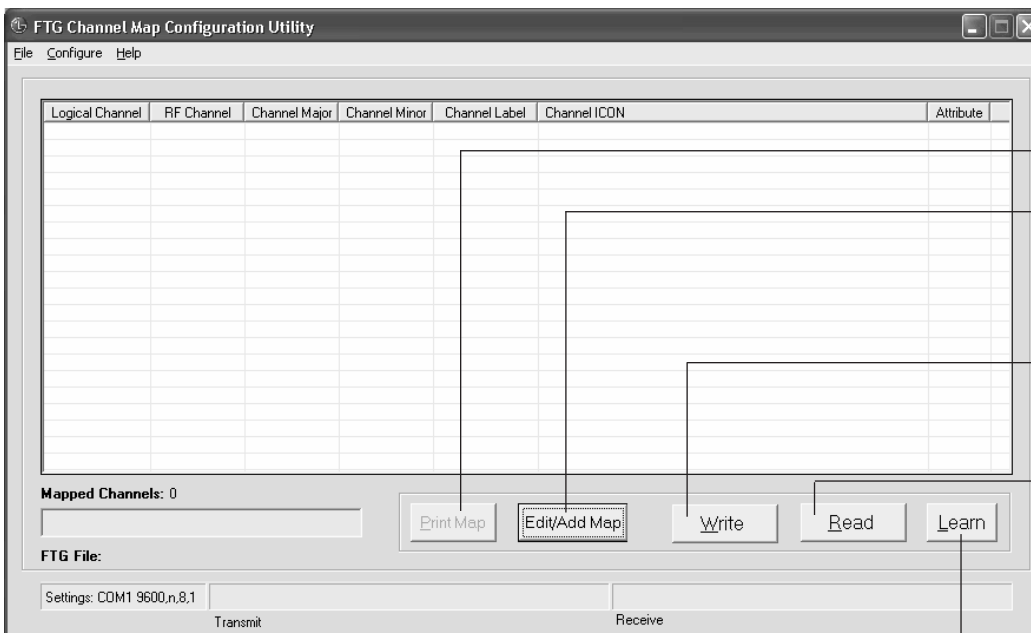 FTG Channel Map Configuration Utility
File Configure Help
Logical Channel RF Channel Channel Major Channel Minor Channel Label Channel ICON Attribute
Mapped Channels: 0
Print Map Edit/Add Map Write Read Learn
FTG File:
Settings: COM1 9600,n,8,1
Transmit Receive